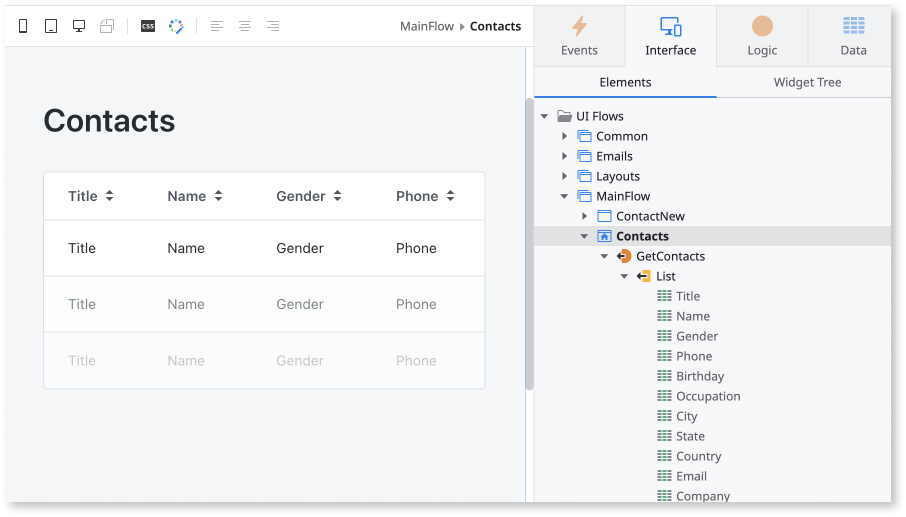 CSS
MainFlow Contacts
Events Interface Logic Data
Elements Widget Tree
Contacts
Title Name Gender Phone
Title Name Gender Phone
Title Name Gender Phone
Title Name Gender Phone
UI Flows
Common
Emails
Layouts
MainFlow
ContactNew
Contacts
GetContacts
List
Title
Name
Gender
Phone
Birthday
Occupation
City
State
Country
Email
Company